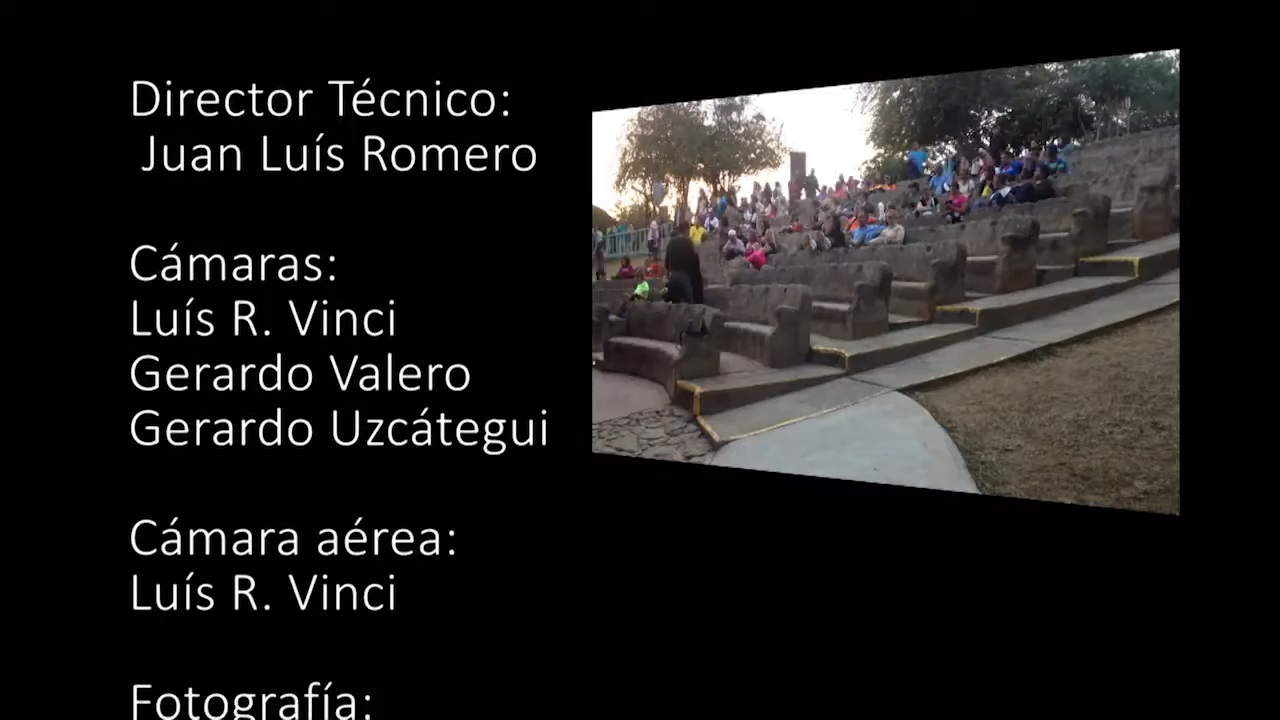 Director Técnico:
Juan Luís Romero
Cámaras:
Luís R. Vinci
Gerardo Valero
Gerardo Uzcátegui
Cámara aérea:
Luís R. Vinci
Fotografía: